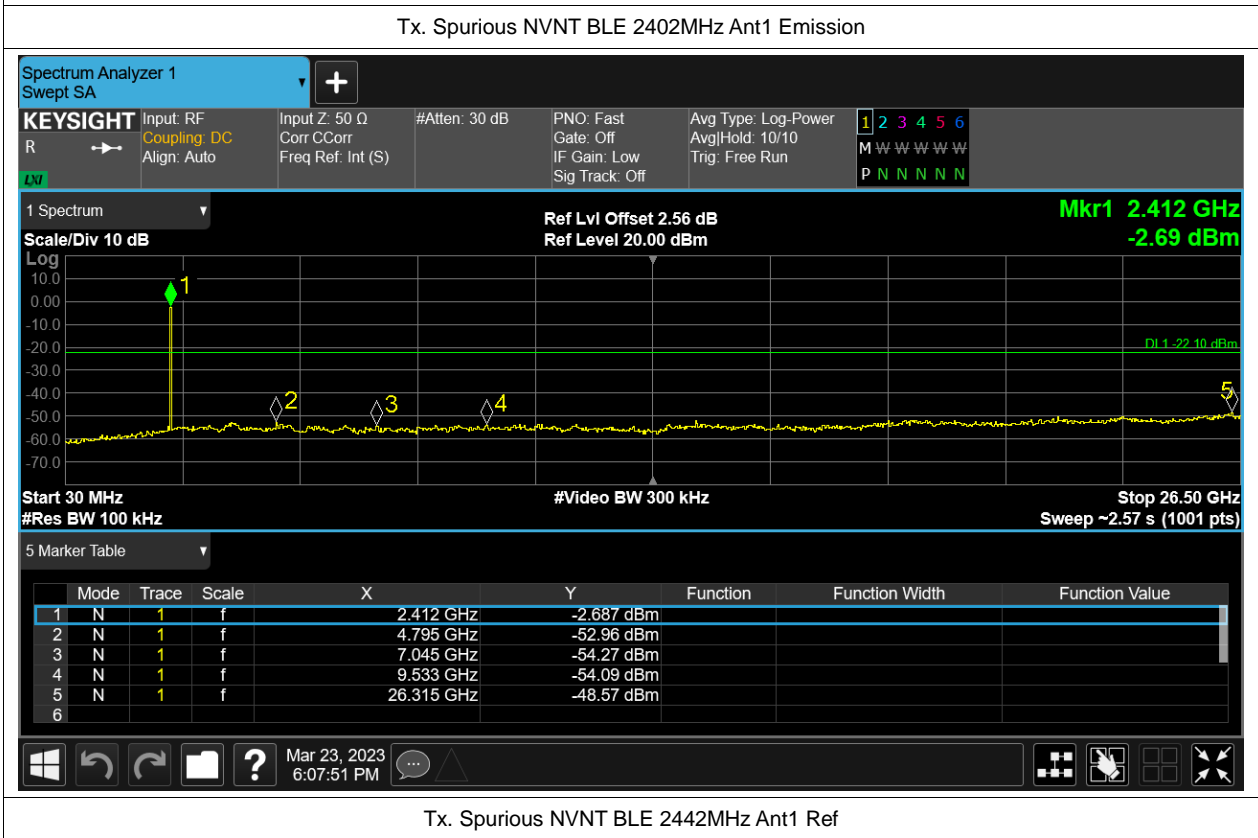 Tx. Spurious NVNT BLE 2402MHz Ant1 Emission
Spectrum Analyzer 1
Swept SA
+
KEYSIGHT
R
LXI
Input: RF
Coupling: DC
Align: Auto
Input Z: 50 Ω
Corr CCorr
Freq Ref: Int (S)
#Atten: 30 dB
PNO: Fast
Gate: Off
IF Gain: Low
Sig Track: Off
Avg Type: Log-Power
Avg|Hold: 10/10
Trig: Free Run
1 2 3 4 5 6
M W W W W W
P N N N N N
1 Spectrum
Scale/Div 10 dB
Ref Lvl Offset 2.56 dB
Ref Level 20.00 dBm
Mkr1 2.412 GHz
-2.69 dBm
Log
10.0
0.00
-10.0
-20.0
-30.0
-40.0
-50.0
-60.0
-70.0
1
DL1 -22.10 dBm
2
3
4
5
Start 30 MHz
#Video BW 300 kHz
Stop 26.50 GHz
#Res BW 100 kHz
Sweep ~2.57 s (1001 pts)
5 Marker Table
Mode Trace Scale X Y Function Function Width Function Value
1 N 1 f 2.412 GHz -2.687 dBm
2 N 1 f 4.795 GHz -52.96 dBm
3 N 1 f 7.045 GHz -54.27 dBm
4 N 1 f 9.533 GHz -54.09 dBm
5 N 1 f 26.315 GHz -48.57 dBm
6
?
Mar 23, 2023
6:07:51 PM
Tx. Spurious NVNT BLE 2442MHz Ant1 Ref